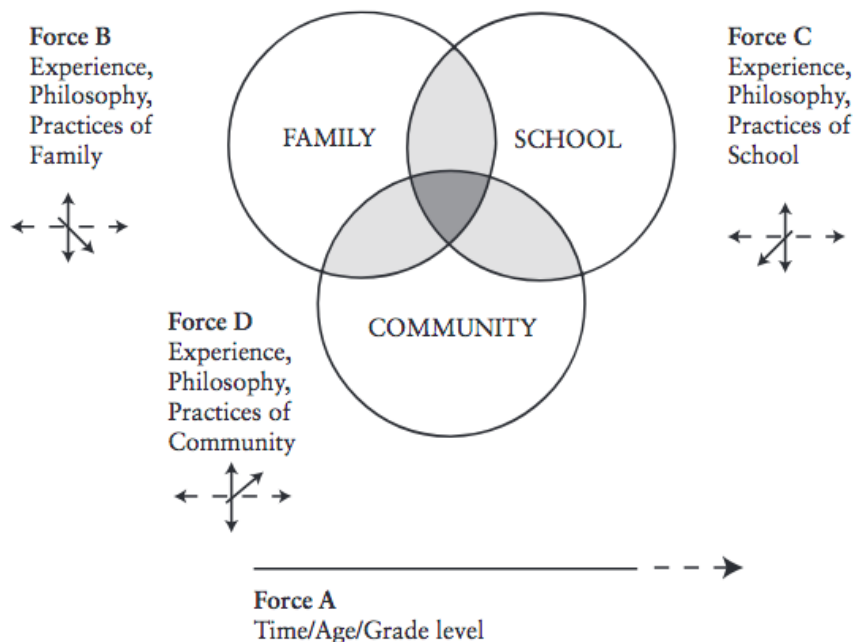 Force B
Experience,
Philosophy,
Practices of
Family
FAMILY
SCHOOL
Force C
Experience,
Philosophy,
Practices of
School
COMMUNITY
Force D
Experience,
Philosophy,
Practices of
Community
Force A
Time/Age/Grade level